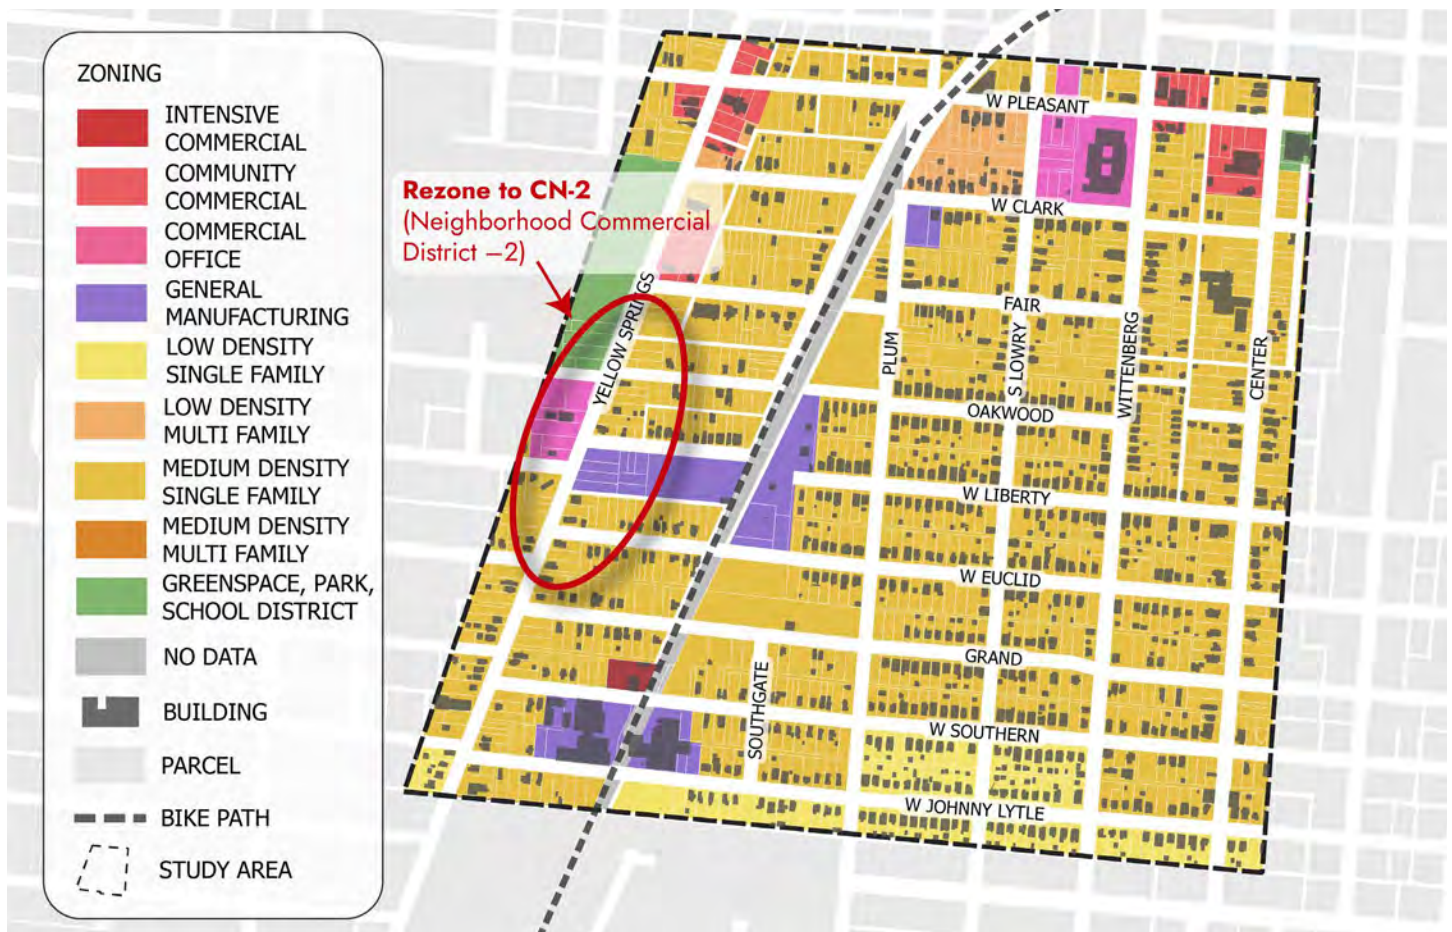 ZONING
INTENSIVE
COMMERCIAL
COMMUNITY
COMMERCIAL
COMMERCIAL
OFFICE
GENERAL
MANUFACTURING
LOW DENSITY
SINGLE FAMILY
LOW DENSITY
MULTI FAMILY
MEDIUM DENSITY
SINGLE FAMILY
MEDIUM DENSITY
MULTI FAMILY
GREENSPACE, PARK,
SCHOOL DISTRICT
NO DATA
BUILDING
PARCEL
BIKE PATH
STUDY AREA
Rezone to CN-2
(Neighborhood Commercial
District –2)
W PLEASANT
W CLARK
YELLOW SPRINGS
FAIR
PLUM
S LOWRY
WITTENBERG
CENTER
OAKWOOD
W LIBERTY
W EUCLID
GRAND
SOUTHGATE
W SOUTHERN
W JOHNNY LYTLE